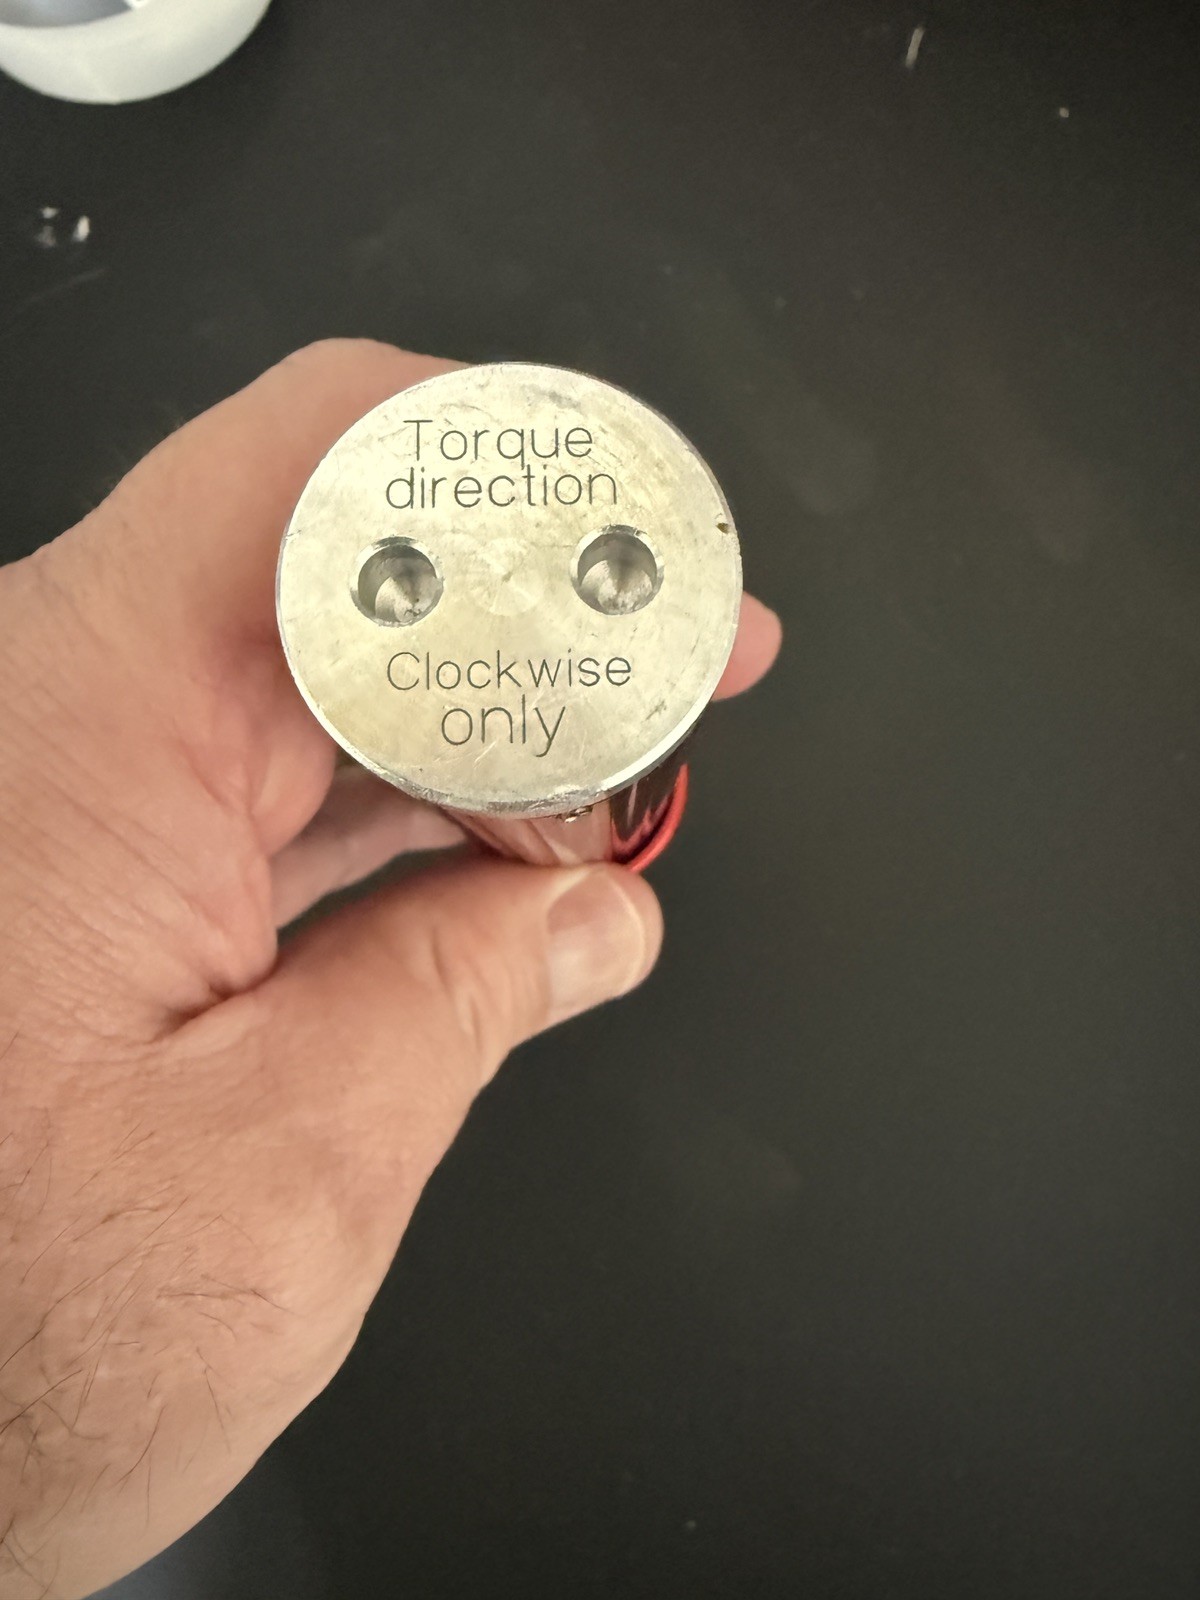 Torque
direction
Clockwise
only